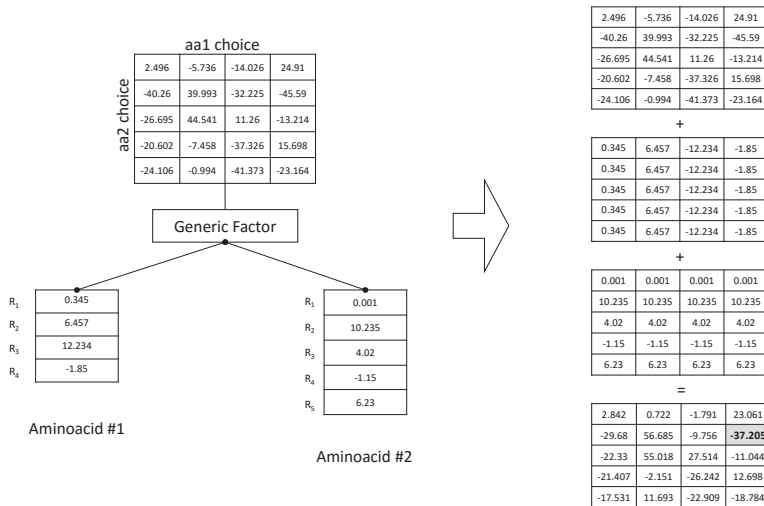 aa1 choice
aa2 choice
2.496 -5.736 -14.026 24.91
-40.26 39.993 -32.225 -45.59
-26.695 44.541 11.26 -13.214
-20.602 -7.458 -37.326 15.698
-24.106 -0.994 -41.373 -23.164
Generic Factor
R1 0.345
R2 6.457
R3 12.234
R4 -1.85
Aminoacid #1
R1 0.001
R2 10.235
R3 4.02
R4 -1.15
R5 6.23
Aminoacid #2
2.496 -5.736 -14.026 24.91
-40.26 39.993 -32.225 -45.59
-26.695 44.541 11.26 -13.214
-20.602 -7.458 -37.326 15.698
-24.106 -0.994 -41.373 -23.164
+
0.345 6.457 -12.234 -1.85
0.345 6.457 -12.234 -1.85
0.345 6.457 -12.234 -1.85
0.345 6.457 -12.234 -1.85
0.345 6.457 -12.234 -1.85
+
0.001 0.001 0.001 0.001
10.235 10.235 10.235 10.235
4.02 4.02 4.02 4.02
-1.15 -1.15 -1.15 -1.15
6.23 6.23 6.23 6.23
=
2.842 0.722 -1.791 23.061
-29.68 56.685 -9.756 -37.205
-22.33 55.018 27.514 -11.044
-21.407 -2.151 -26.242 12.698
-17.531 11.693 -22.909 -18.784